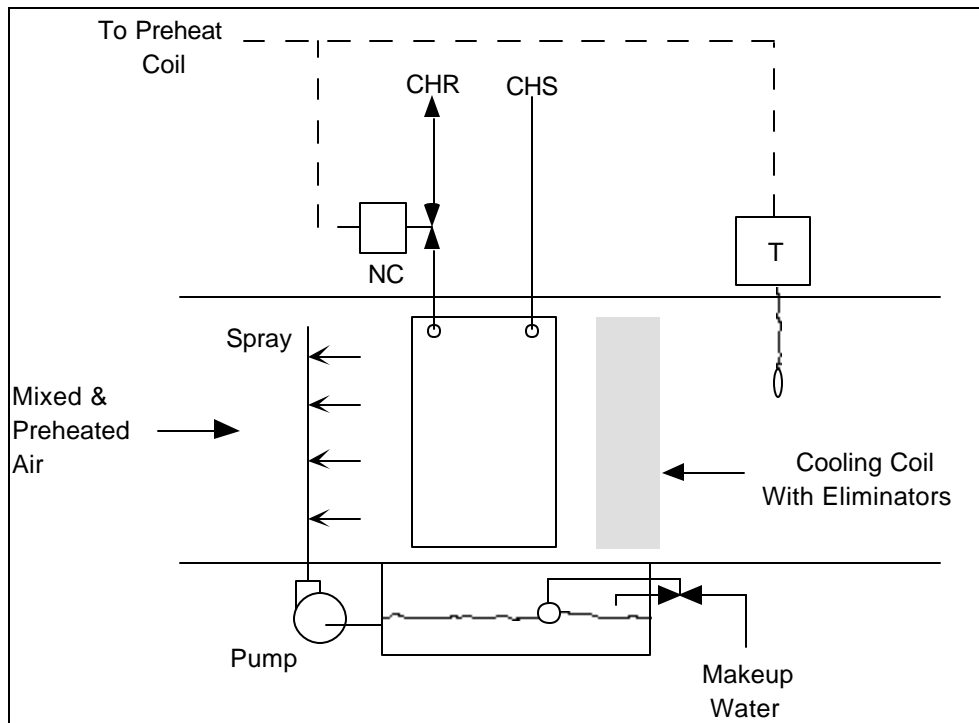 To Preheat
Coil
CHR
CHS
NC
T
Spray
Mixed &
Preheated
Air
Cooling Coil
With Eliminators
Pump
Makeup
Water